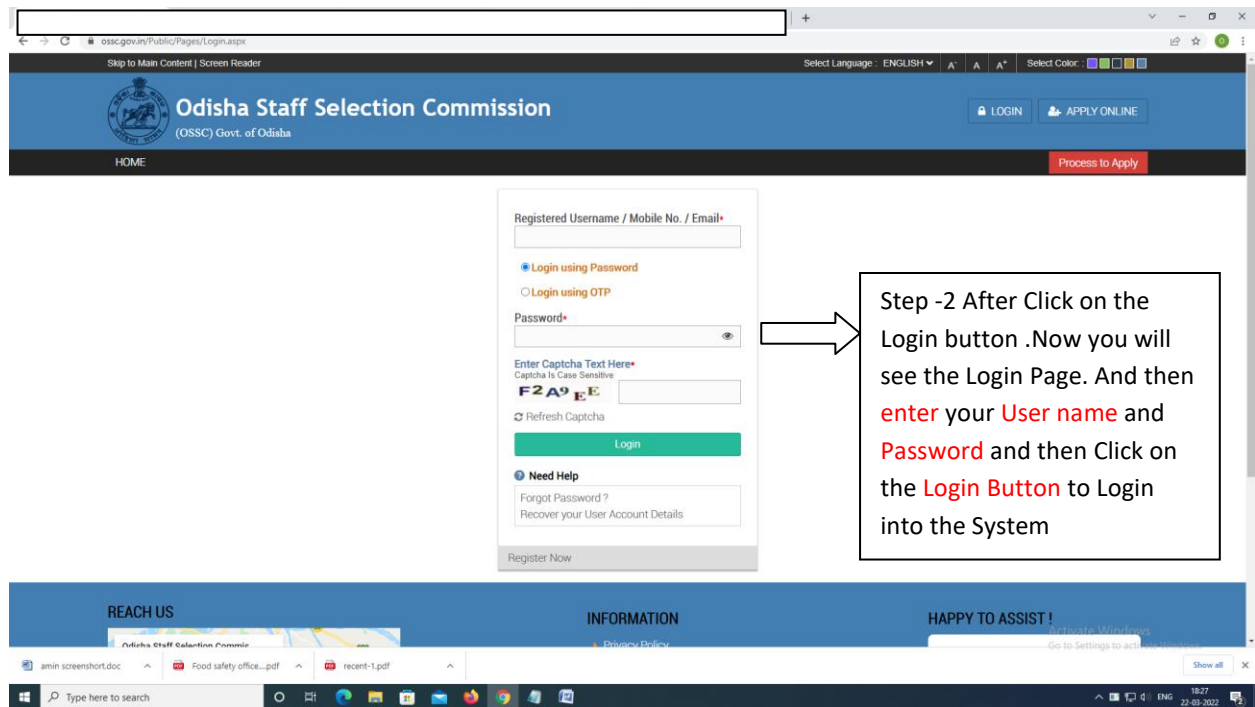 +
ossc.gov.in/Public/Pages/Login.aspx
Skip to Main Content | Screen Reader
Select Language : ENGLISH A- A A+ Select Color: :
Odisha Staff Selection Commission
(OSSC) Govt. of Odisha
LOGIN
APPLY ONLINE
HOME
Process to Apply
Registered Username / Mobile No. / Email*
Login using Password
Login using OTP
Password*
Enter Captcha Text Here*
Captcha Is Case Sensitive
F2A9EE
Refresh Captcha
Login
Need Help
Forgot Password ?
Recover your User Account Details
Register Now
Step -2 After Click on the
Login button .Now you will
see the Login Page. And then
enter your User name and
Password and then Click on
the Login Button to Login
into the System
REACH US
INFORMATION
HAPPY TO ASSIST !
Odisha Staff Selection Commis
Privacy Policy
Activate Windows
Go to Settings to activate Windows.
amin screenshort.doc
Food safety office....pdf
recent-1.pdf
Show all
Type here to search
ENG
18:27
22-03-2022